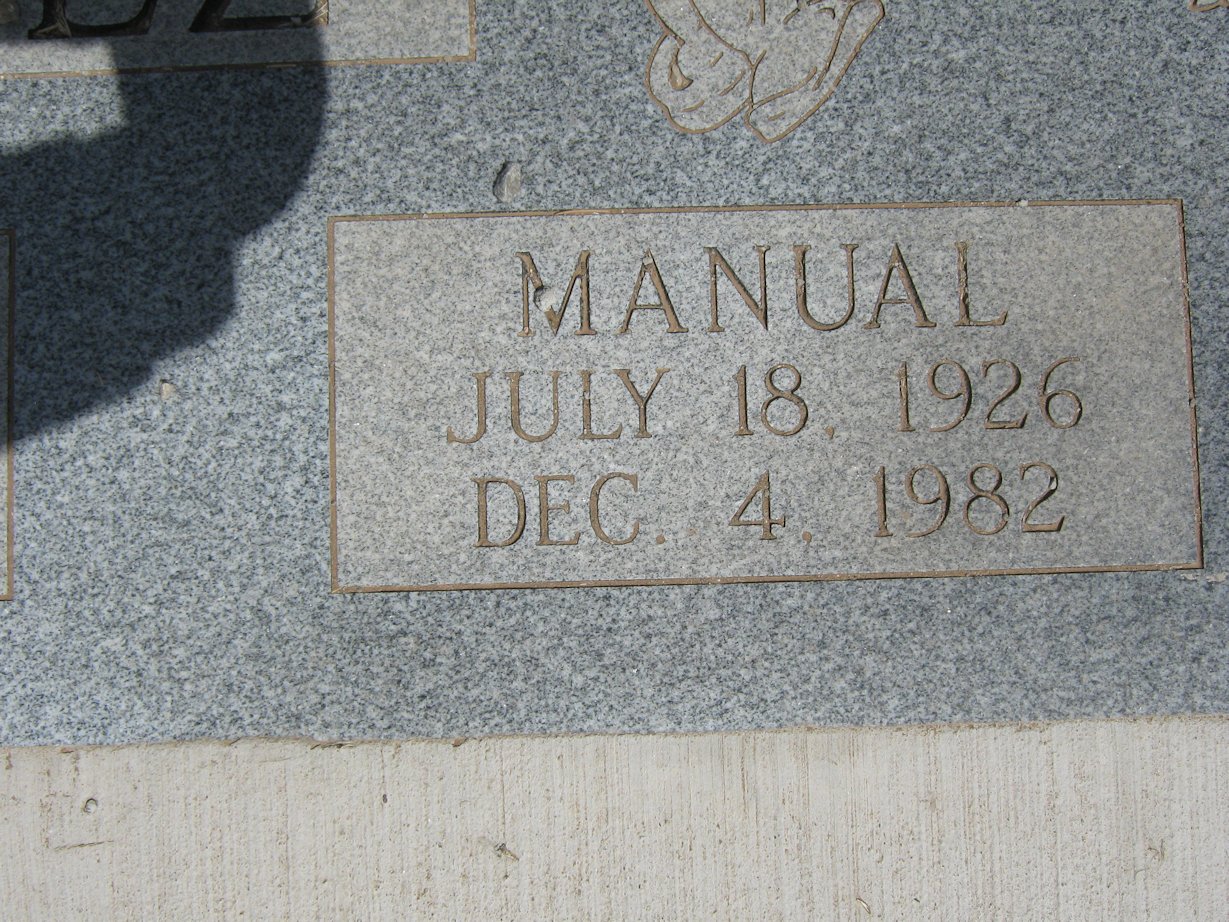 MANUAL
JULY 18, 1926
DEC. 4, 1982